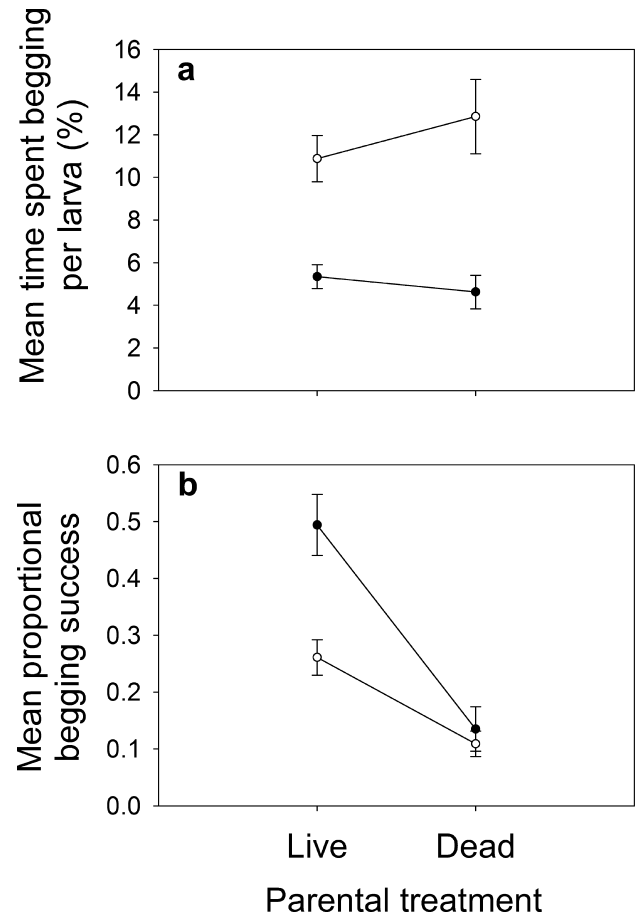 Mean time spent begging
per larva (%)
16
14
12
10
8
6
4
2
0
a
Mean proportional
begging success
0.6
0.5
0.4
0.3
0.2
0.1
0.0
b
Live Dead
Parental treatment